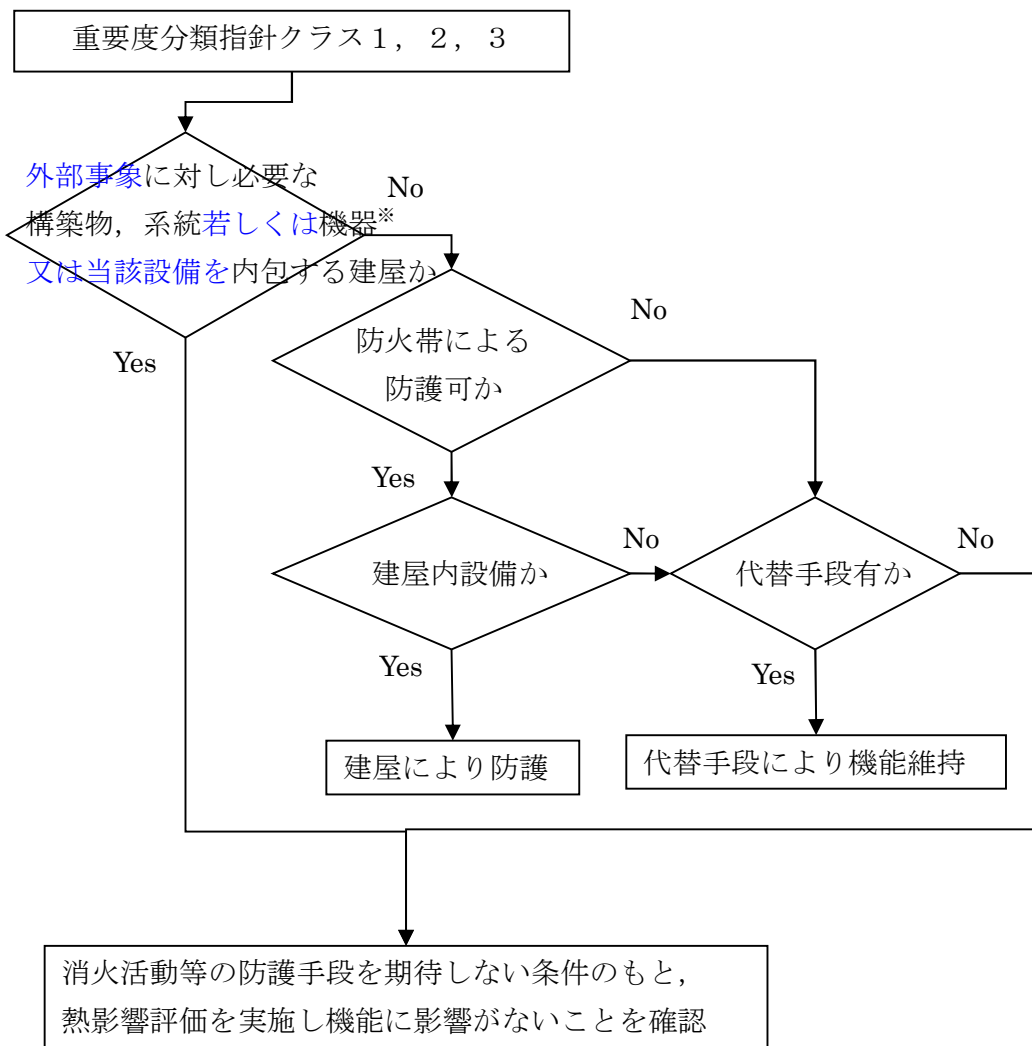 重要度分類指針クラス１，２，３
外部事象に対し必要な
構築物，系統若しくは機器※
又は当該設備を内包する建屋か
No
Yes
防火帯による
防護可か
No
Yes
建屋内設備か
No
Yes
代替手段有か
No
Yes
建屋により防護
代替手段により機能維持
消火活動等の防護手段を期待しない条件のもと，
熱影響評価を実施し機能に影響がないことを確認